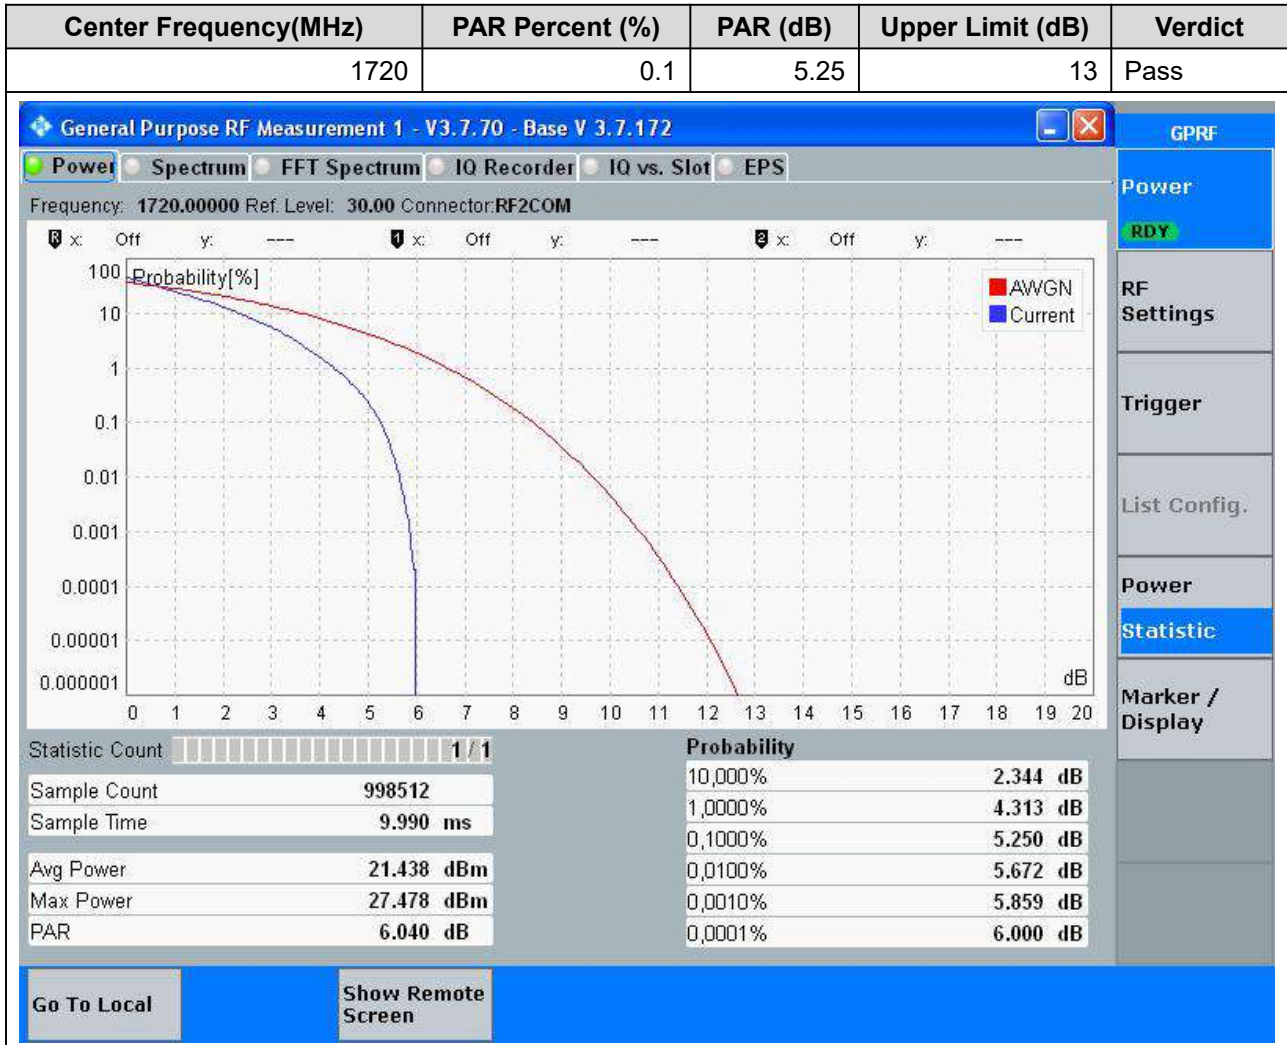 Center Frequency(MHz) PAR Percent (%) PAR (dB) Upper Limit (dB) Verdict
1720 0.1 5.25 13 Pass
General Purpose RF Measurement 1 - V3.7.70 - Base V 3.7.172
GPRF
Power Spectrum FFT Spectrum IQ Recorder IQ vs. Slot EPS
Power
RDY
Frequency: 1720.00000 Ref. Level: 30.00 Connector:RF2COM
R x: Off y: --- 1 x: Off y: --- 2 x: Off y: ---
Probability[%]
AWGN
Current
100
10
1
0.1
0.01
0.001
0.0001
0.00001
0.000001
dB
0 1 2 3 4 5 6 7 8 9 10 11 12 13 14 15 16 17 18 19 20
RF
Settings
Trigger
List Config.
Power
Statistic
Marker /
Display
Statistic Count 1 / 1
Sample Count 998512
Sample Time 9.990 ms
Avg Power 21.438 dBm
Max Power 27.478 dBm
PAR 6.040 dB
Probability
10,000% 2.344 dB
1,0000% 4.313 dB
0,1000% 5.250 dB
0,0100% 5.672 dB
0,0010% 5.859 dB
0,0001% 6.000 dB
Go To Local
Show Remote
Screen